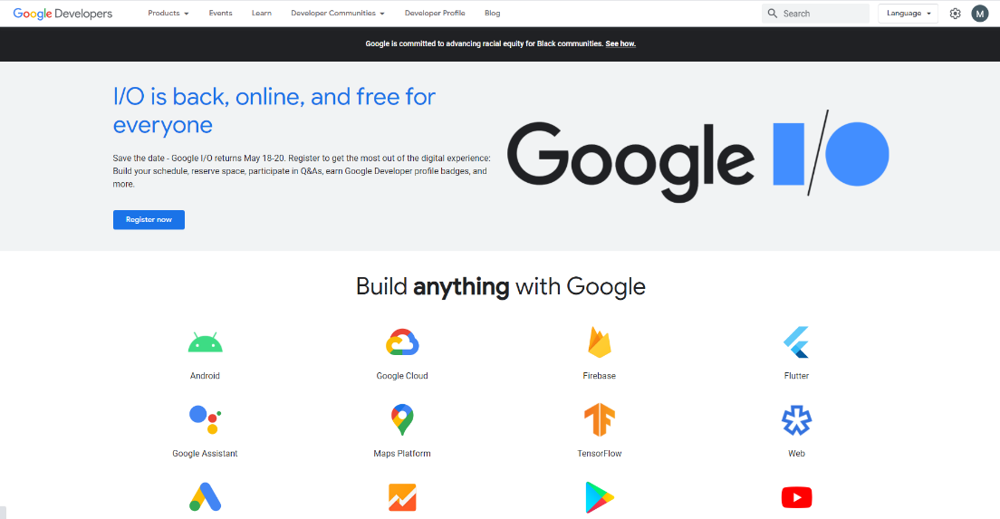 Google Developers
Products
Events
Learn
Developer Communities
Developer Profile
Blog
Search
Language
M
Google is committed to advancing racial equity for Black communities. See how.
I/O is back, online, and free for
everyone
Save the date - Google I/O returns May 18-20. Register to get the most out of the digital experience:
Build your schedule, reserve space, participate in Q&As, earn Google Developer profile badges, and
more.
Register now
Google I/O
Build anything with Google
Android
Google Cloud
Firebase
Flutter
Google Assistant
Maps Platform
TensorFlow
Web